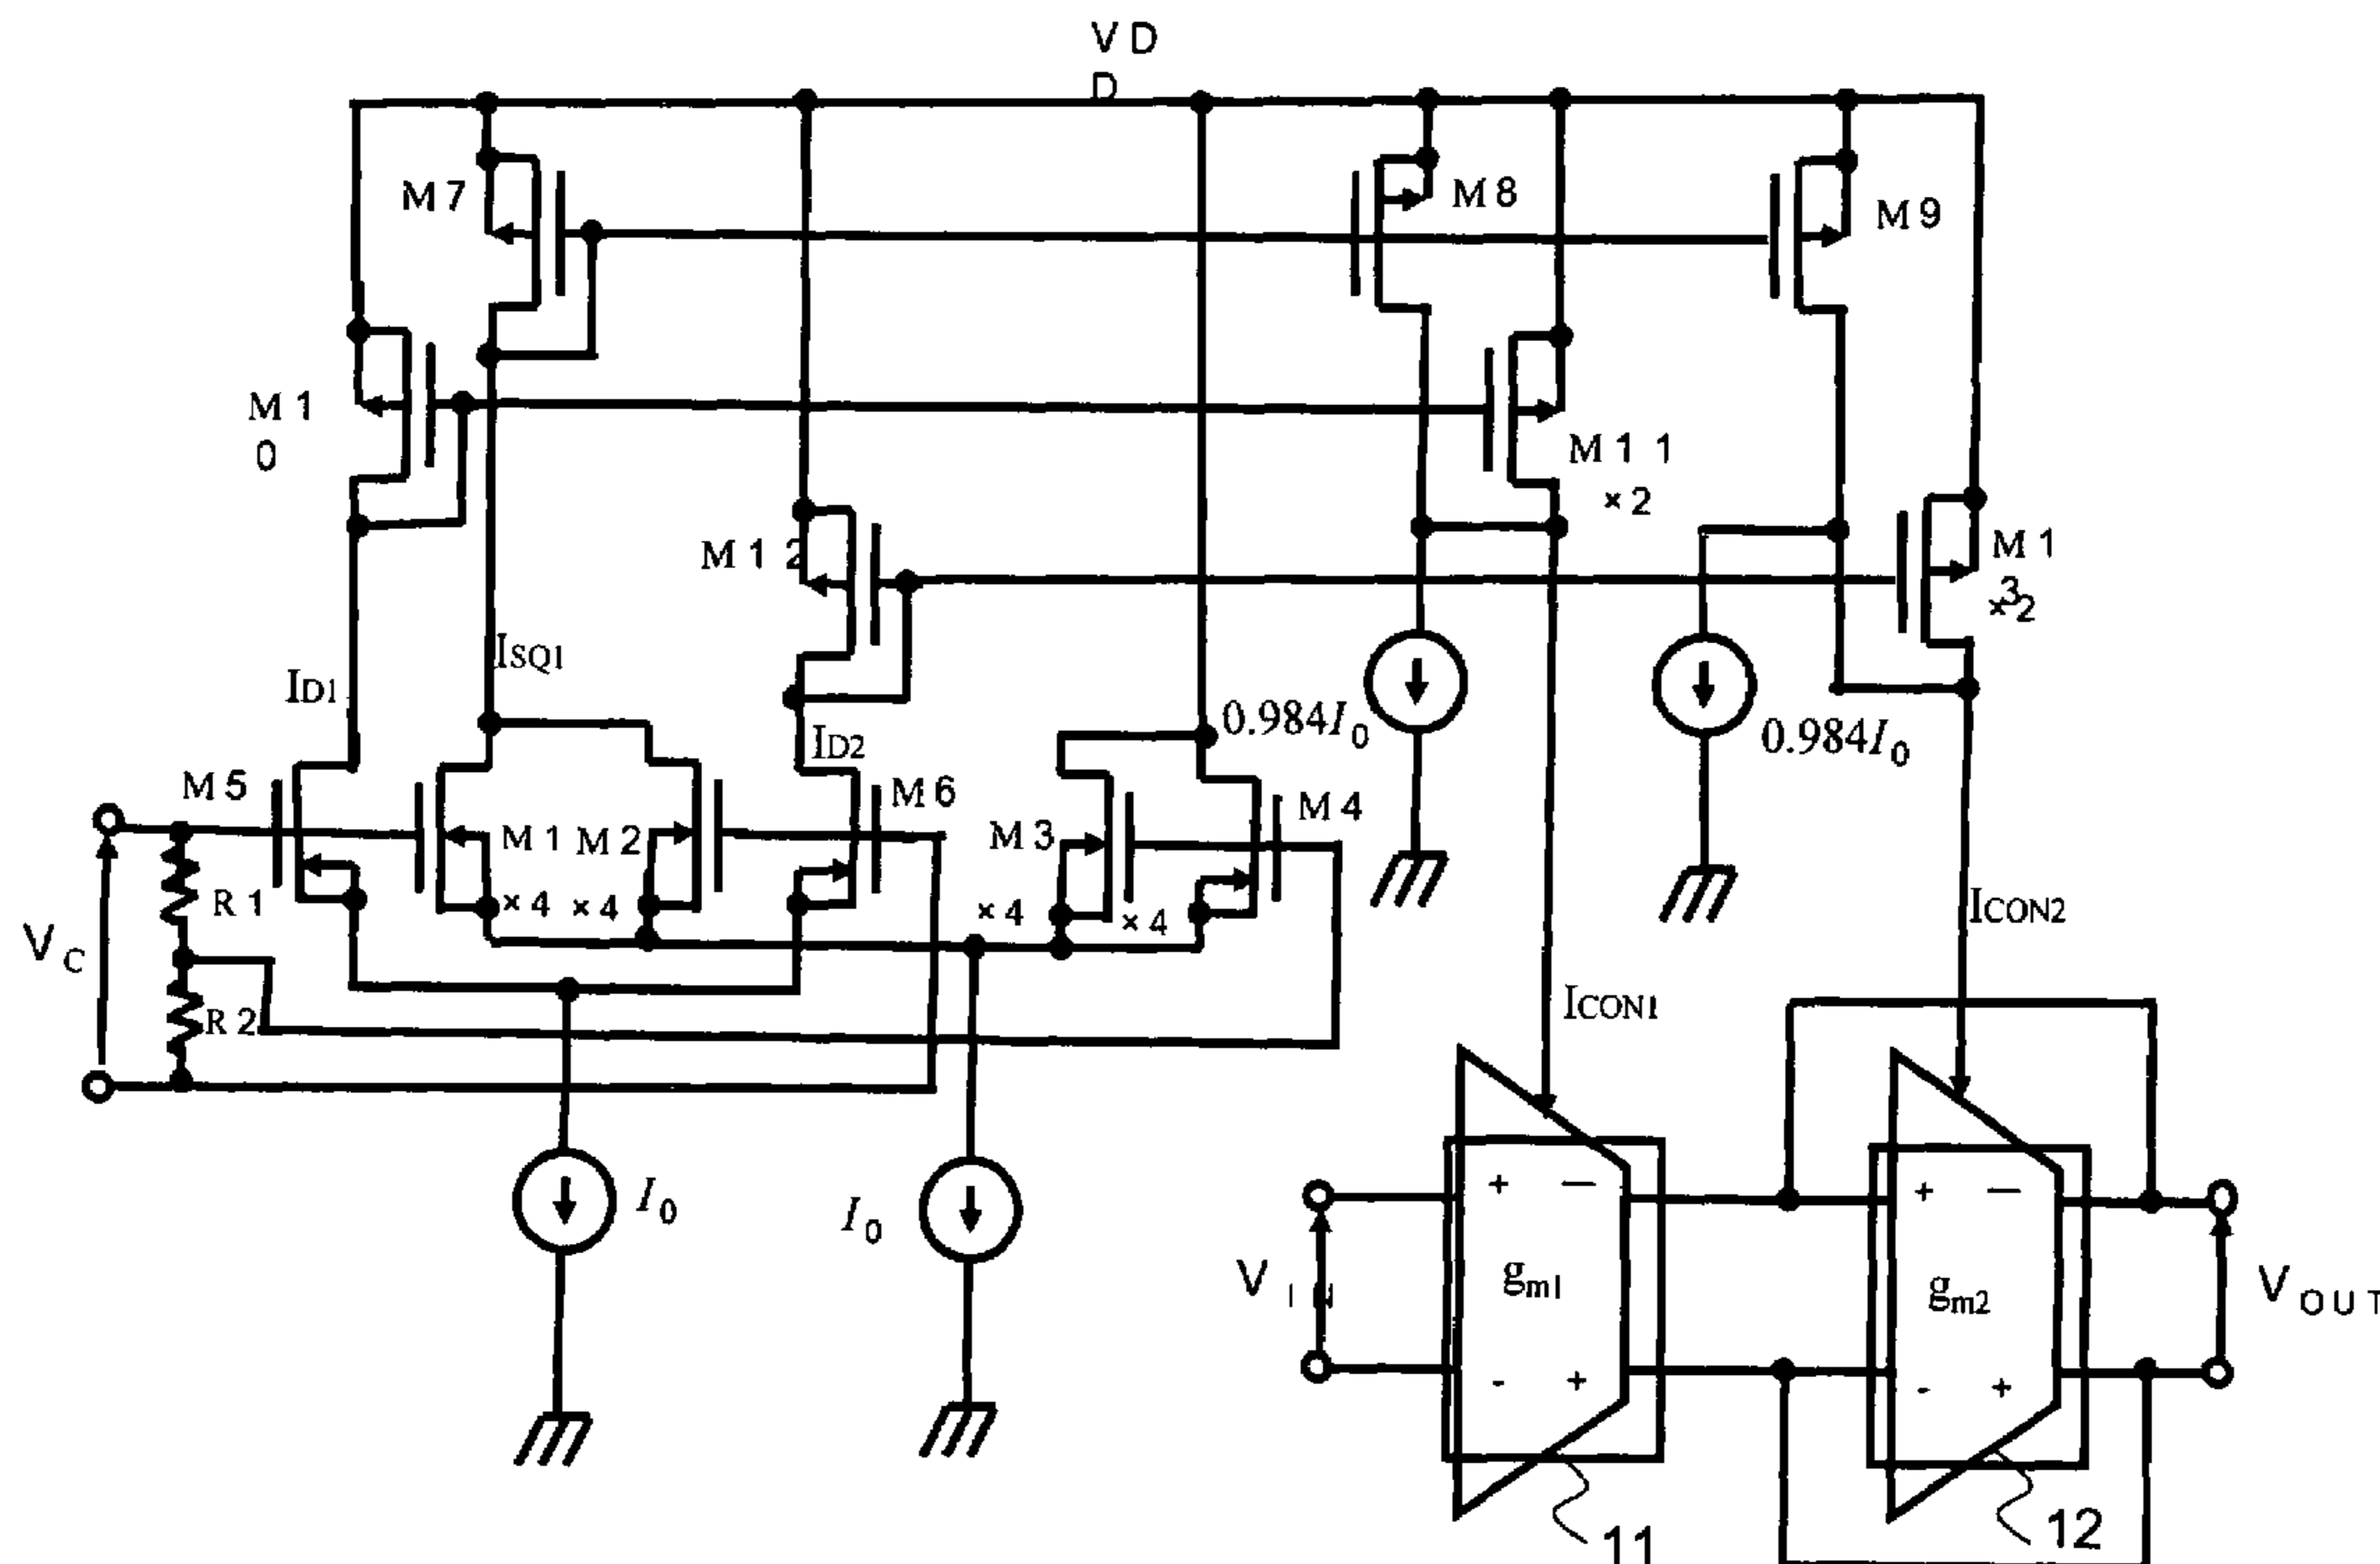 VD
D
M7
M8
M9
M1
0
M11
×2
M12
M1
3
×2
ISQ1
ID1
ID2
0.984I0
0.984I0
M5
M6
M4
M1
M2
M3
×4
×4
×4
×4
R1
VC
R2
ICON2
ICON1
I0
I0
+ —
+ —
VIN
gm1
gm2
VOUT
- +
- +
11
12